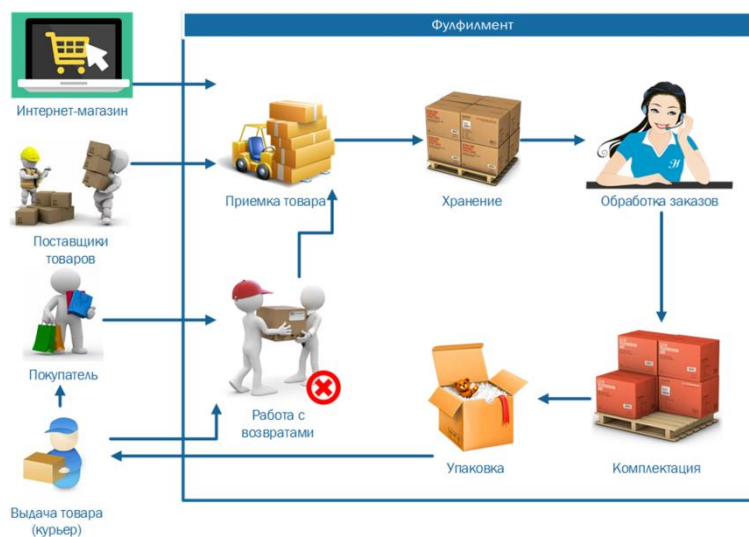 Фулфилмент
Интернет-магазин
Приемка товара
Хранение
Обработка заказов
Поставщики
товаров
Покупатель
Работа с
возвратами
Упаковка
Комплектация
Выдача товара
(курьер)